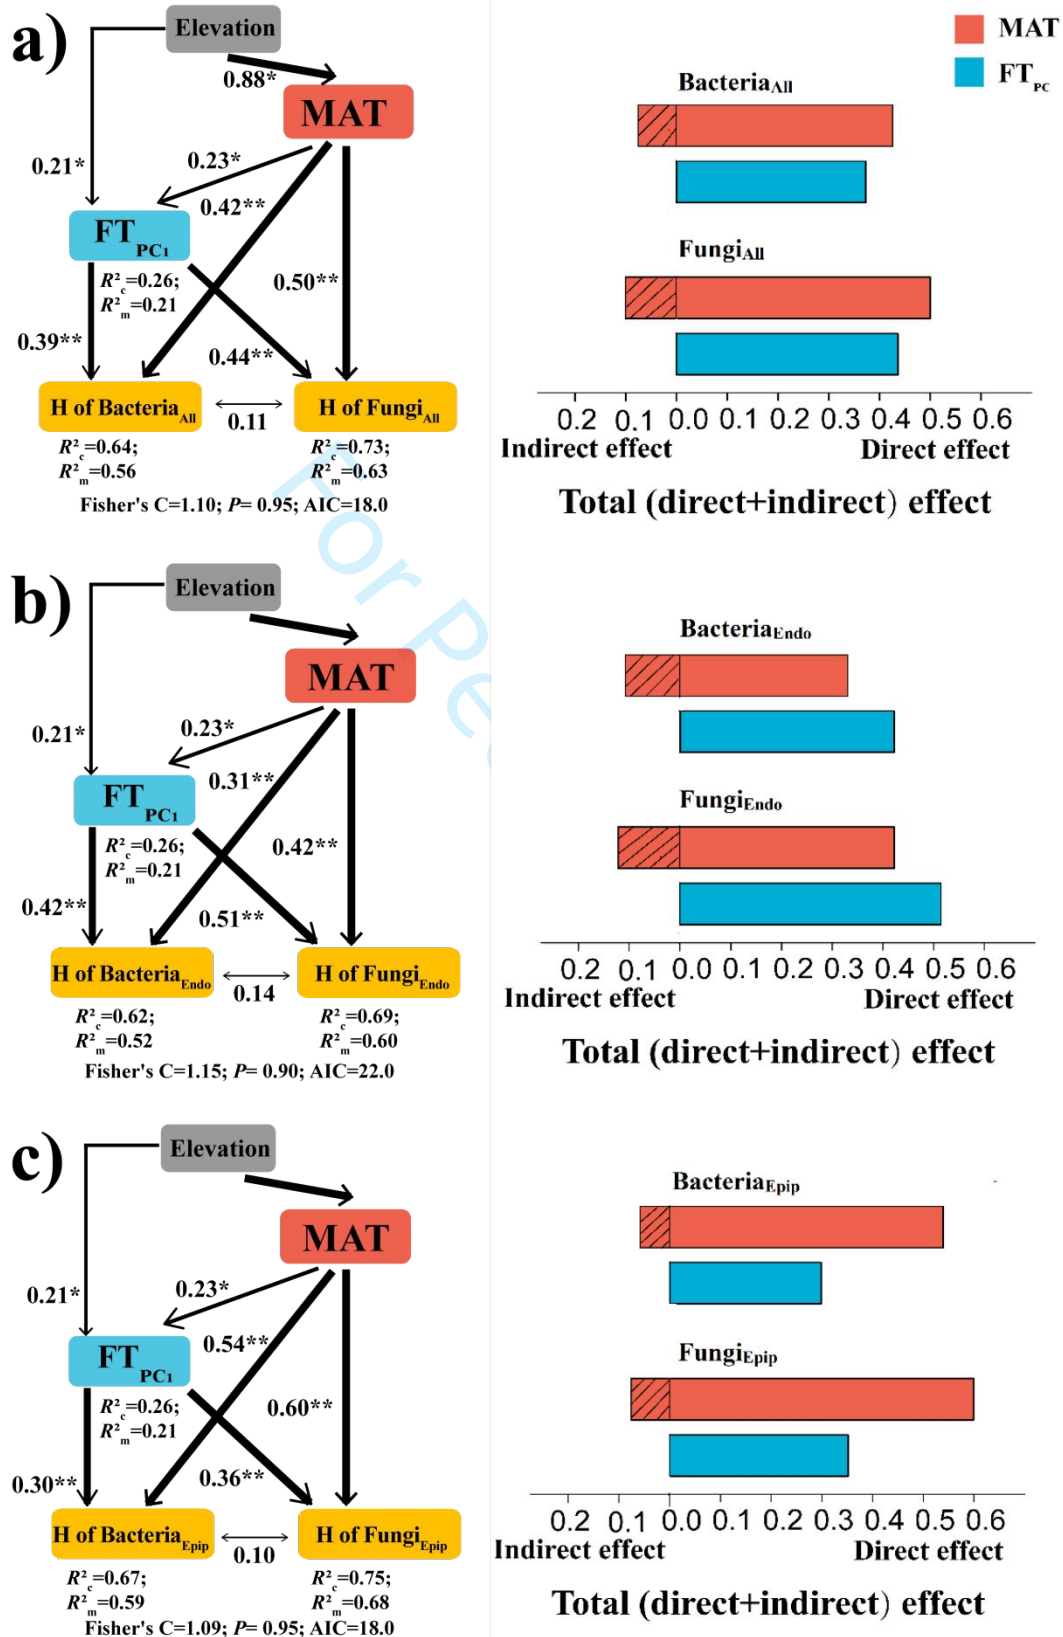 a)
Elevation
0.88*
MAT
0.21*
0.23*
0.42**
FT PC1
R²c=0.26;
R²m=0.21
0.50**
0.39**
0.44**
H of Bacteria All
0.11
H of Fungi All
R²c=0.64;
R²m=0.56
R²c=0.73;
R²m=0.63
Fisher's C=1.10; P= 0.95; AIC=18.0
MAT
FT PC
Bacteria All
Fungi All
0.2 0.1 0.0 0.1 0.2 0.3 0.4 0.5 0.6
Indirect effect Direct effect
Total (direct+indirect) effect
b)
Elevation
MAT
0.21*
0.23*
0.31**
FT PC1
R²c=0.26;
R²m=0.21
0.42**
0.42**
0.51**
H of Bacteria Endo
0.14
H of Fungi Endo
R²c=0.62;
R²m=0.52
R²c=0.69;
R²m=0.60
Fisher's C=1.15; P= 0.90; AIC=22.0
Bacteria Endo
Fungi Endo
0.2 0.1 0.0 0.1 0.2 0.3 0.4 0.5 0.6
Indirect effect Direct effect
Total (direct+indirect) effect
c)
Elevation
MAT
0.21*
0.23*
0.54**
FT PC1
R²c=0.26;
R²m=0.21
0.60**
0.30**
0.36**
H of Bacteria Epip
0.10
H of Fungi Epip
R²c=0.67;
R²m=0.59
R²c=0.75;
R²m=0.68
Fisher's C=1.09; P= 0.95; AIC=18.0
Bacteria Epip
Fungi Epip
0.2 0.1 0.0 0.1 0.2 0.3 0.4 0.5 0.6
Indirect effect Direct effect
Total (direct+indirect) effect
For Pe